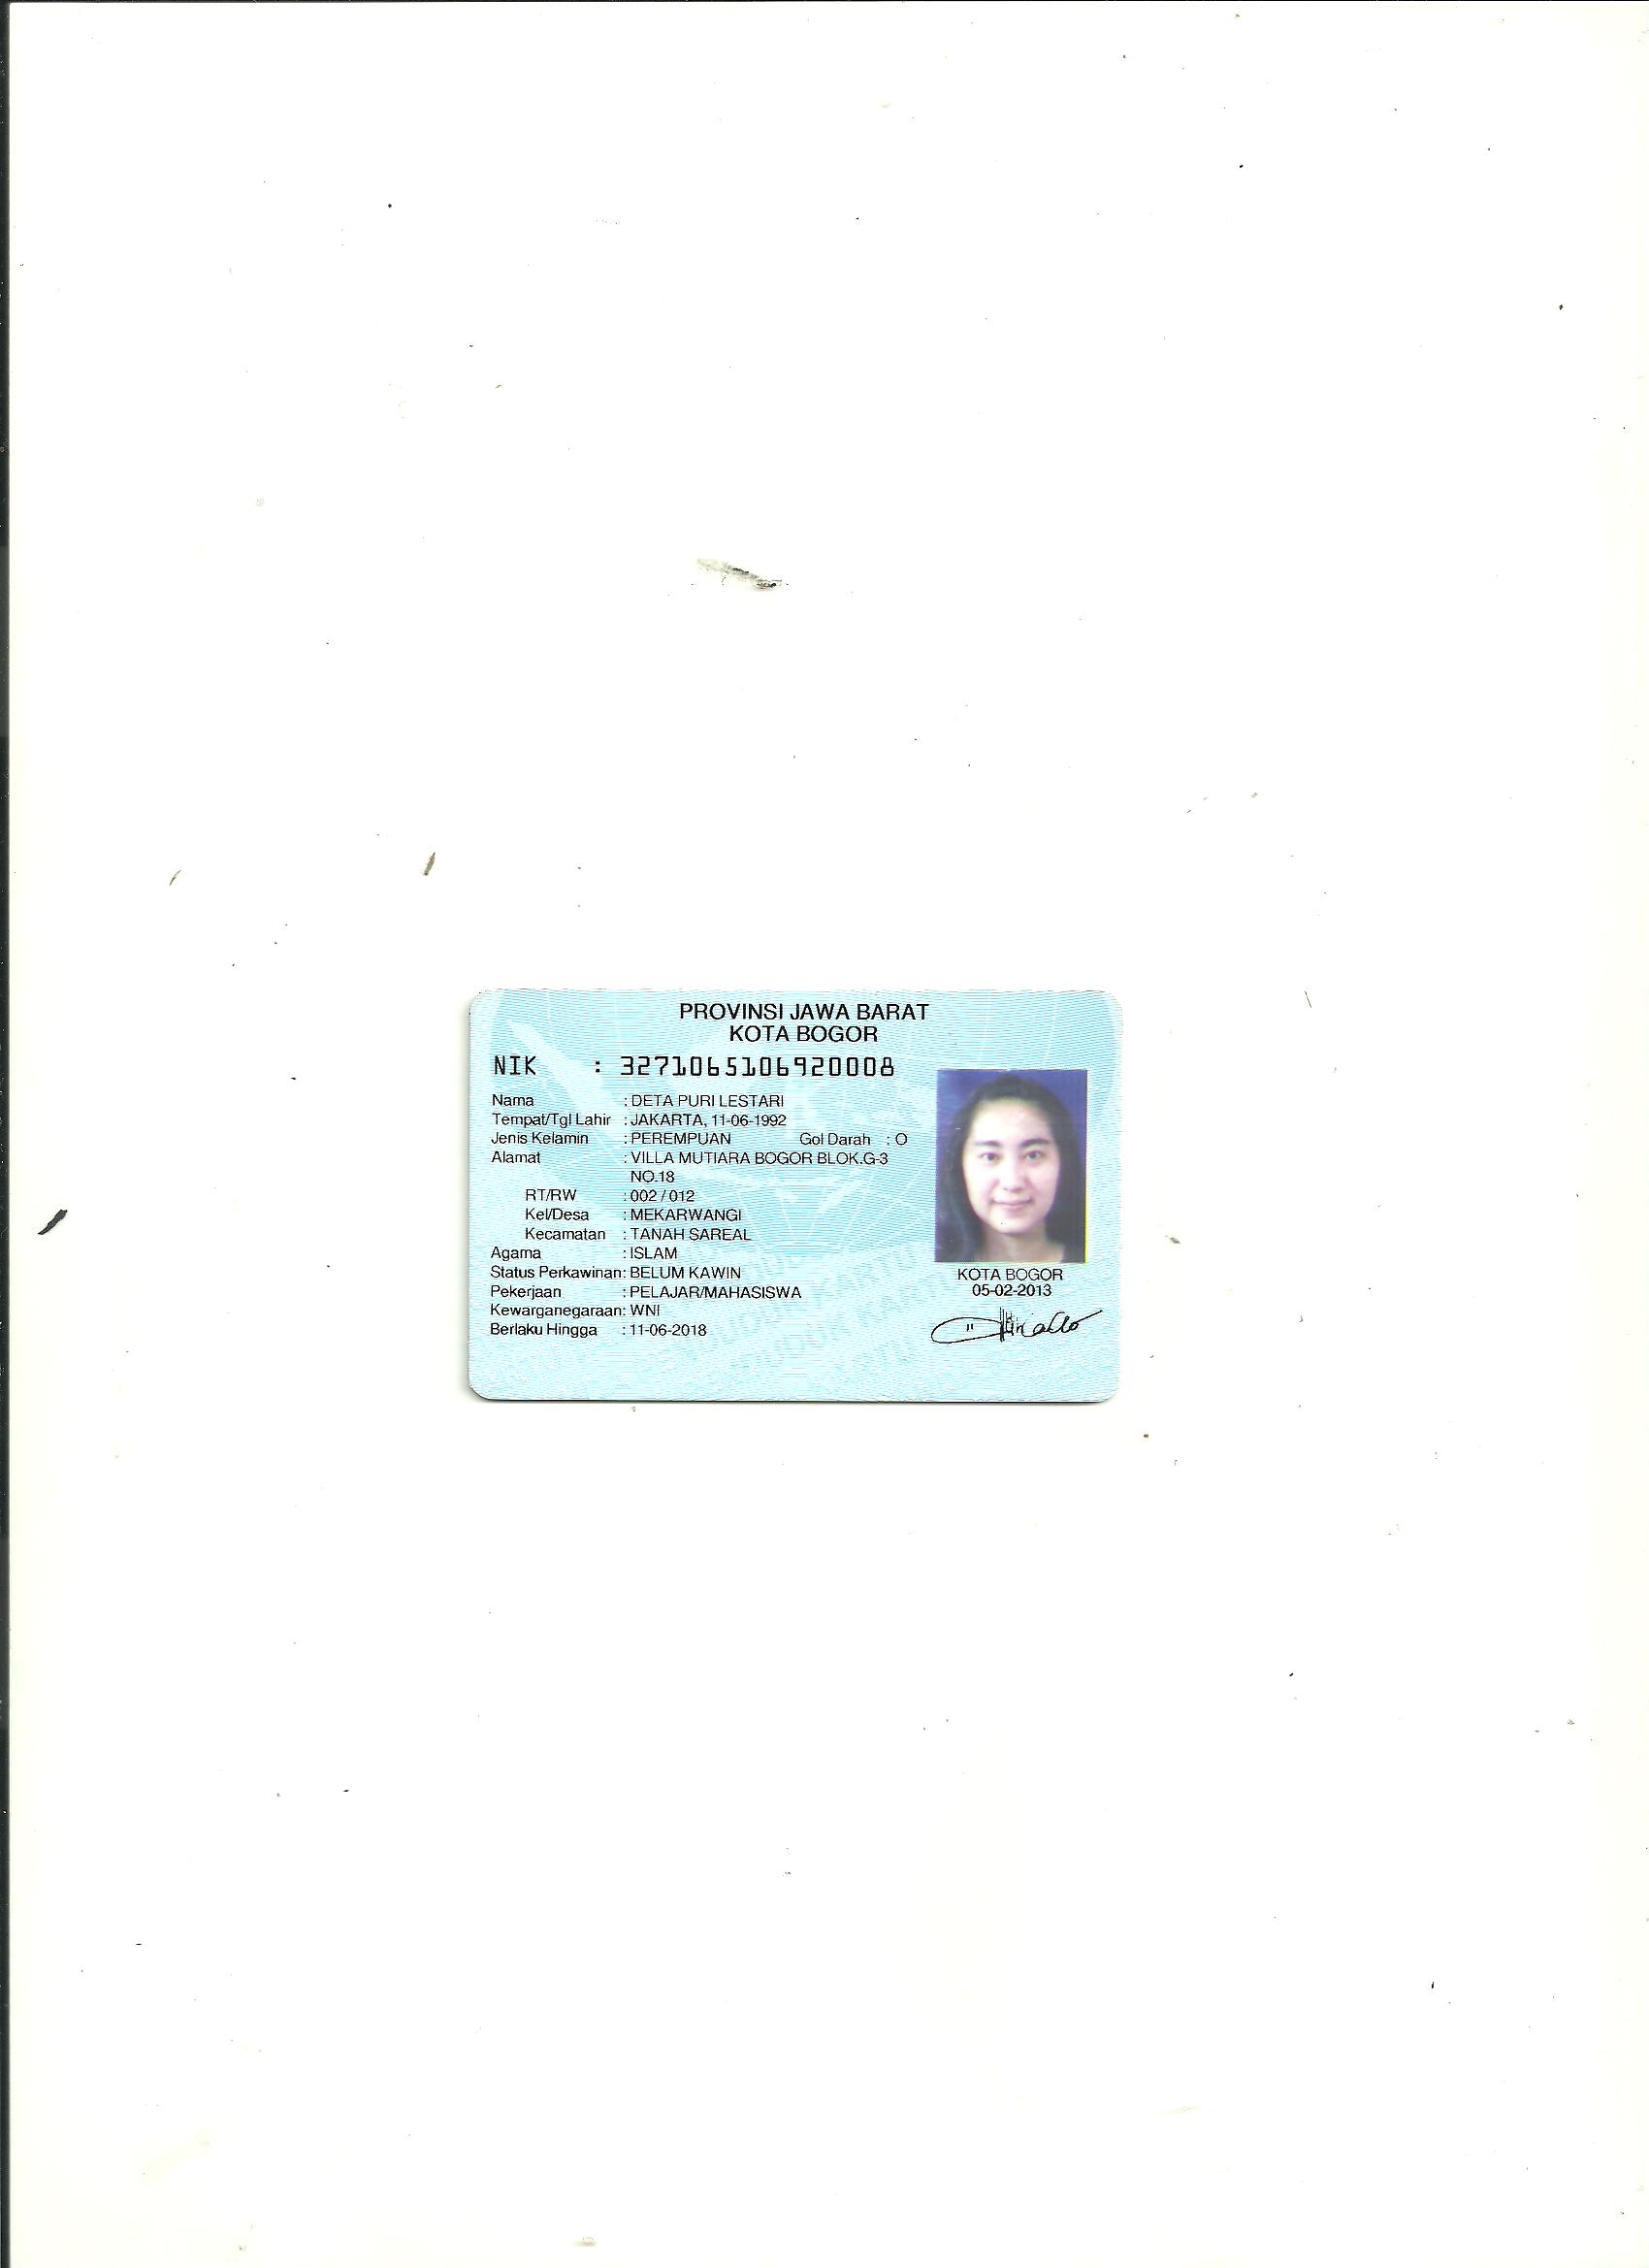 PROVINSI JAWA BARAT
KOTA BOGOR
NIK : 3271065106920008
Nama : DETA PURI LESTARI
Tempat/Tgl Lahir : JAKARTA, 11-06-1992
Jenis Kelamin : PEREMPUAN Gol Darah : O
Alamat : VILLA MUTIARA BOGOR BLOK.G-3
NO.18
RT/RW : 002 / 012
Kel/Desa : MEKARWANGI
Kecamatan : TANAH SAREAL
Agama : ISLAM
Status Perkawinan: BELUM KAWIN
Pekerjaan : PELAJAR/MAHASISWA
Kewarganegaraan: WNI
Berlaku Hingga : 11-06-2018
KOTA BOGOR
05-02-2013